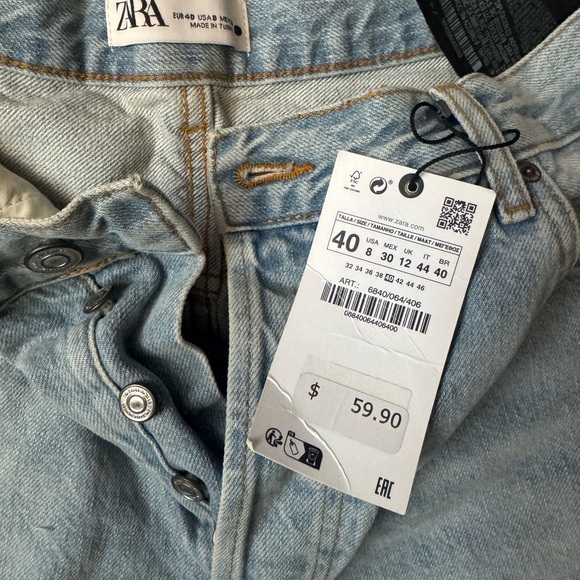 ZARA
EUR 40 USA 8 MEX
MADE IN
www.zara.com
TALLA / SIZE / TAMANHO / TAILLE / MAAT / ΜΕΓΕΘΟΣ
40 USA MEX UK IT BR
8 30 12 44 40
32 34 36 38 40 42 44 46
ART.: 6840/064/406
06840064406400
$ 59.90
EAC